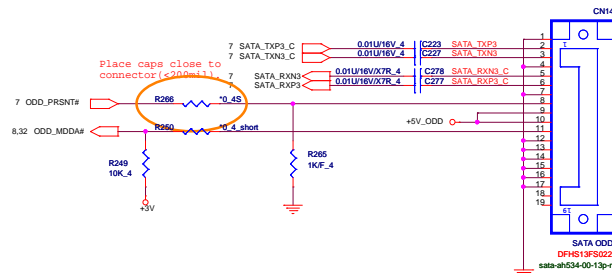 CN14
7 SATA_TXP3_C 0.01U/16V_4 C223 SATA_TXP3
7 SATA_TXN3_C 0.01U/16V_4 C227 SATA_TXN3
Place caps close to
connector(<200mil).
7 SATA_RXN3 0.01U/16V/X7R_4 C278 SATA_RXN3_C
7 SATA_RXP3 0.01U/16V/X7R_4 C277 SATA_RXP3_C
7 ODD_PRSNT# R266 *0_4S
+5V_ODD
8,32 ODD_MDDA# R250 *0_4_short
R249
10K_4
R265
1K/F_4
+3V
1
2
3
4
5
6
7
8
9
10
11
12
13
14
15
16
17
18
19
1
19
SATA ODD
DFHS13FS022
sata-ah534-00-13p-r